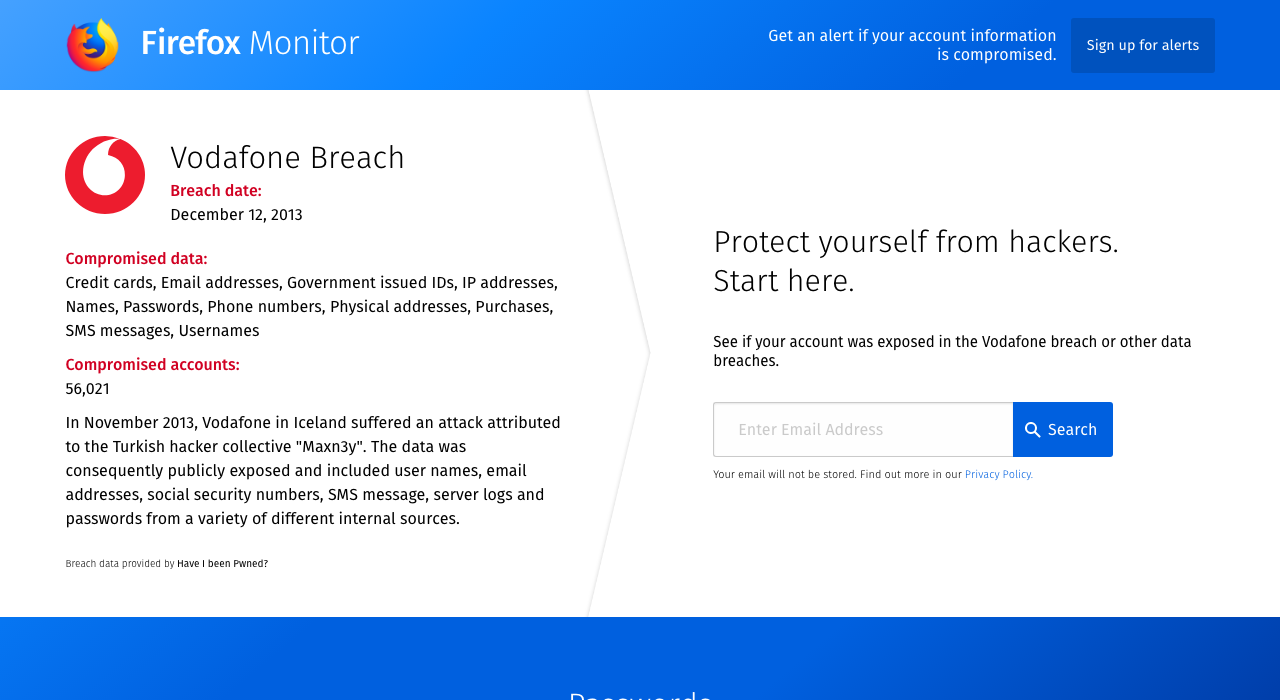 Firefox Monitor
Get an alert if your account information
is compromised.
Sign up for alerts
Vodafone Breach
Breach date:
December 12, 2013
Compromised data:
Credit cards, Email addresses, Government issued IDs, IP addresses,
Names, Passwords, Phone numbers, Physical addresses, Purchases,
SMS messages, Usernames
Compromised accounts:
56,021
In November 2013, Vodafone in Iceland suffered an attack attributed
to the Turkish hacker collective "Maxn3y". The data was
consequently publicly exposed and included user names, email
addresses, social security numbers, SMS message, server logs and
passwords from a variety of different internal sources.
Breach data provided by Have I been Pwned?
Protect yourself from hackers.
Start here.
See if your account was exposed in the Vodafone breach or other data
breaches.
Enter Email Address
Search
Your email will not be stored. Find out more in our Privacy Policy.
Passwords